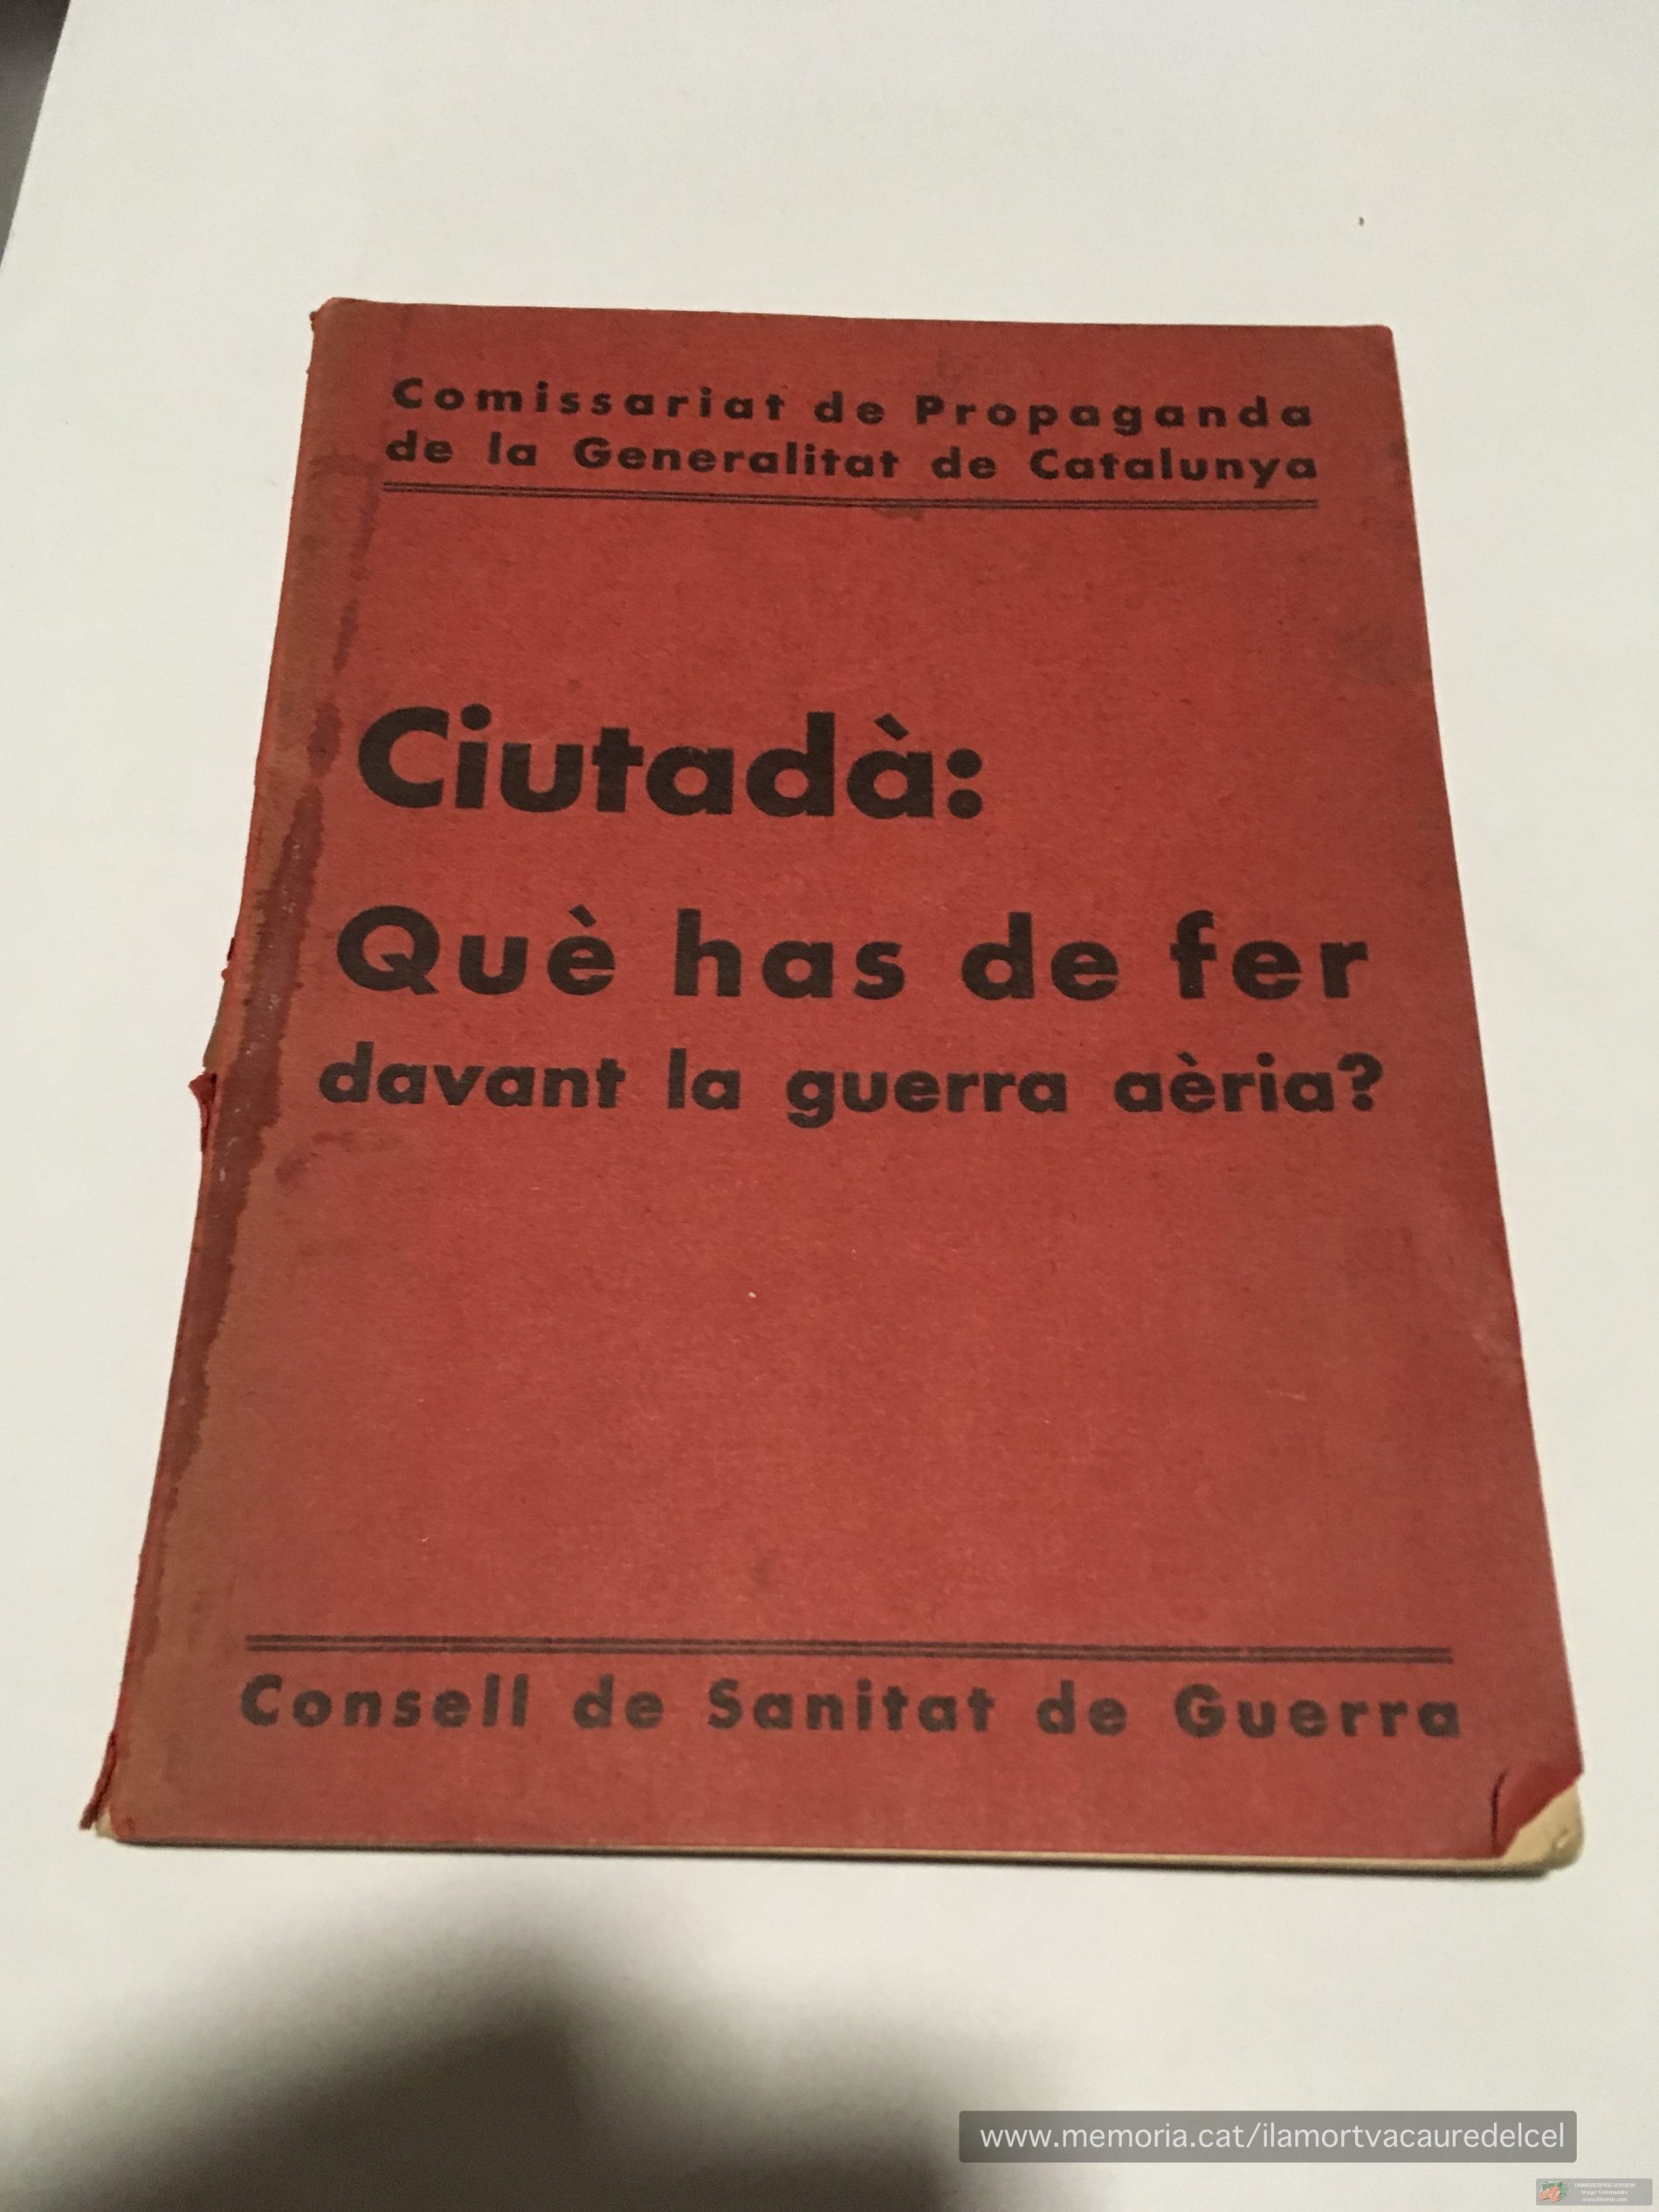 Comissariat de Propaganda
de la Generalitat de Catalunya
Ciutadà:
Què has de fer
davant la guerra aèria?
Consell de Sanitat de Guerra
www.memoria.cat/ilamortvacauredelcel